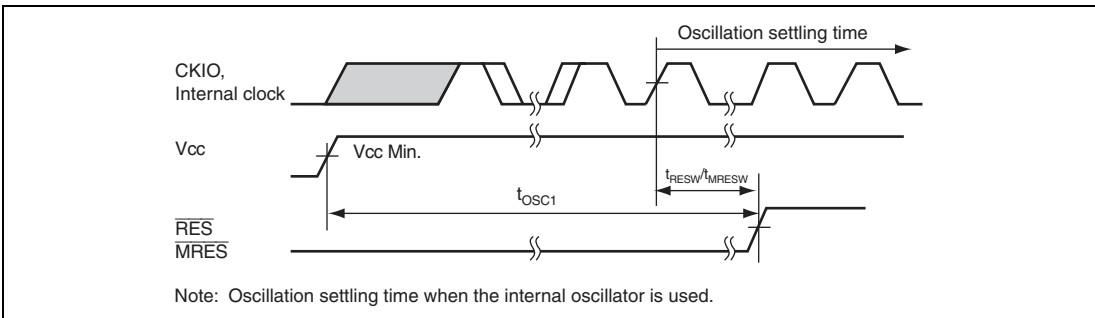 Oscillation settling time
CKIO,
Internal clock
Vcc
Vcc Min.
tRESW/tMRESW
tOSC1
RES
MRES
Note: Oscillation settling time when the internal oscillator is used.